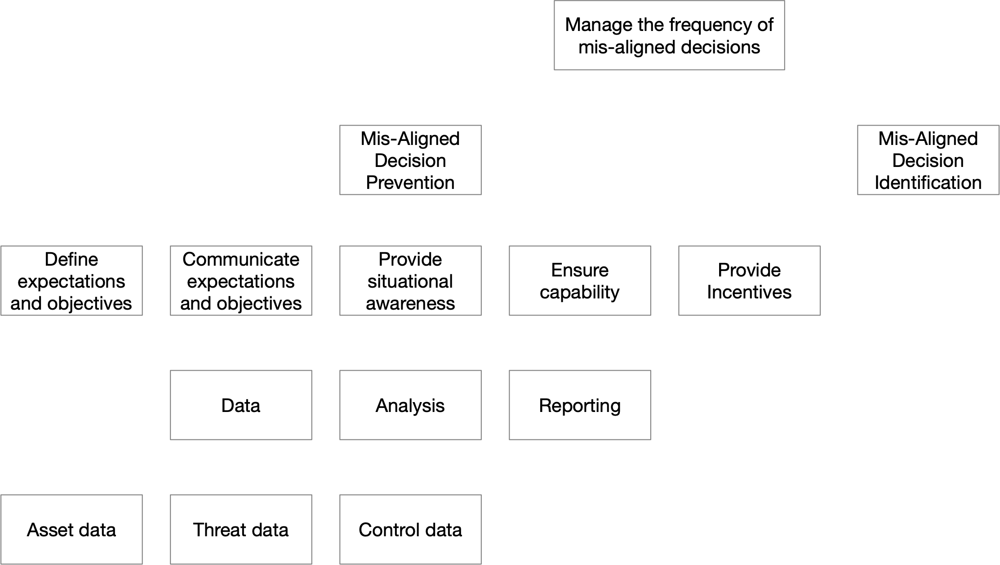 Manage the frequency of
mis-aligned decisions
Mis-Aligned
Decision
Prevention
Mis-Aligned
Decision
Identification
Define
expectations
and objectives
Communicate
expectations
and objectives
Provide
situational
awareness
Ensure
capability
Provide
Incentives
Data
Analysis
Reporting
Asset data
Threat data
Control data